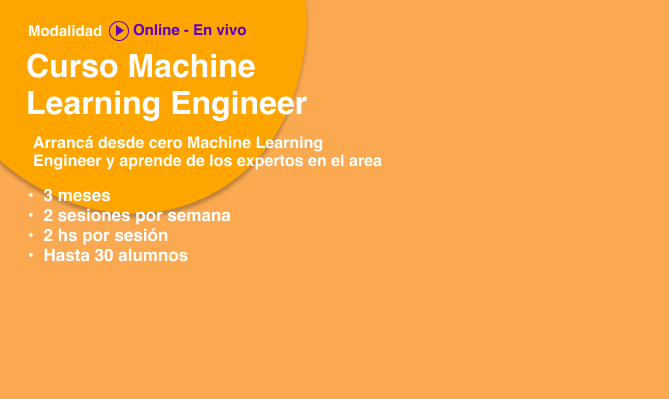 Modalidad Online - En vivo
Curso Machine
Learning Engineer
Arrancá desde cero Machine Learning
Engineer y aprende de los expertos en el area
• 3 meses
• 2 sesiones por semana
• 2 hs por sesión
• Hasta 30 alumnos